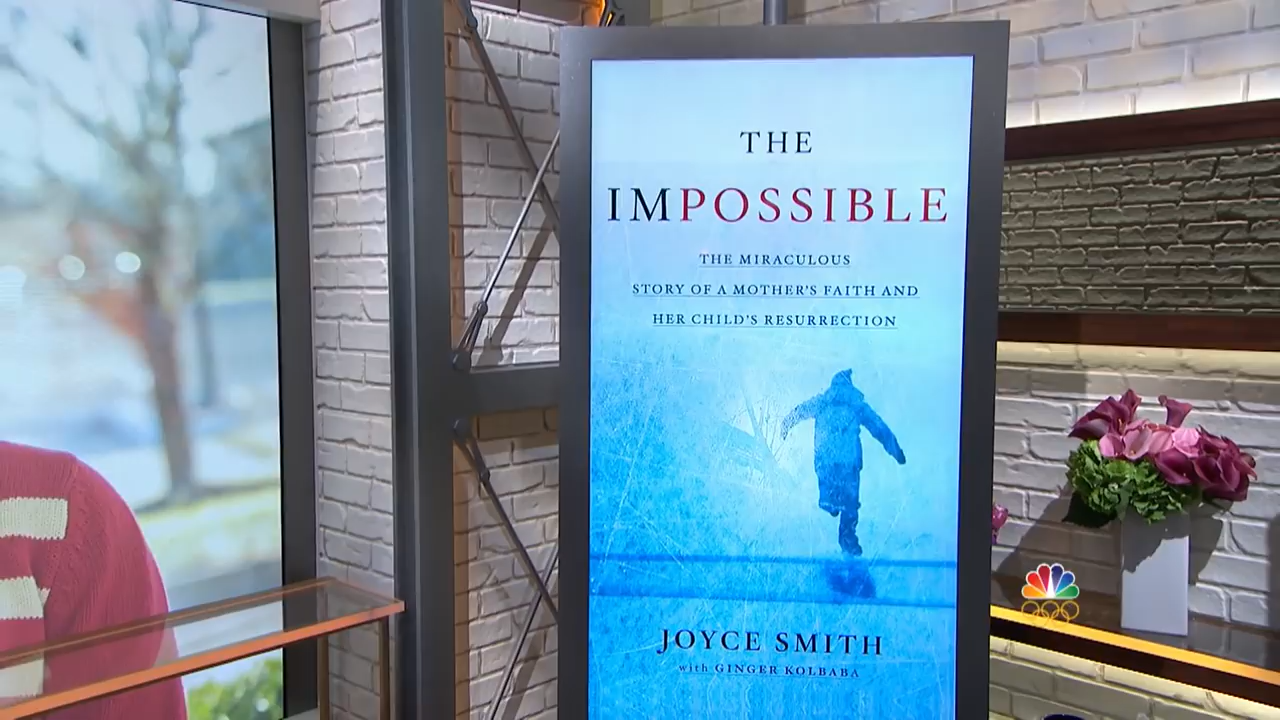 THE
IMPOSSIBLE
THE MIRACULOUS
STORY OF A MOTHER'S FAITH AND
HER CHILD'S RESURRECTION
JOYCE SMITH
with GINGER KOLBABA